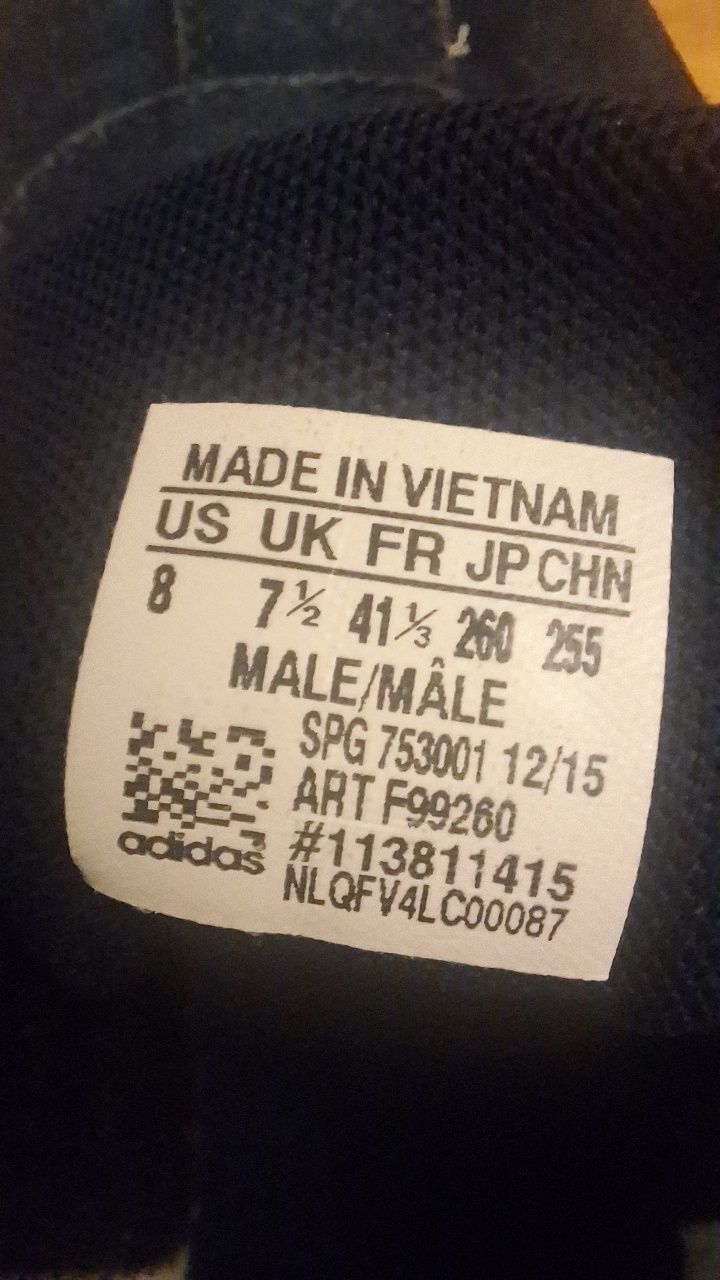 MADE IN VIETNAM
US UK FR JP CHN
8 7½ 41⅓ 260 255
MALE/MÂLE
SPG 753001 12/15
ART F99260
#113811415
NLQFV4LC00087
adidas